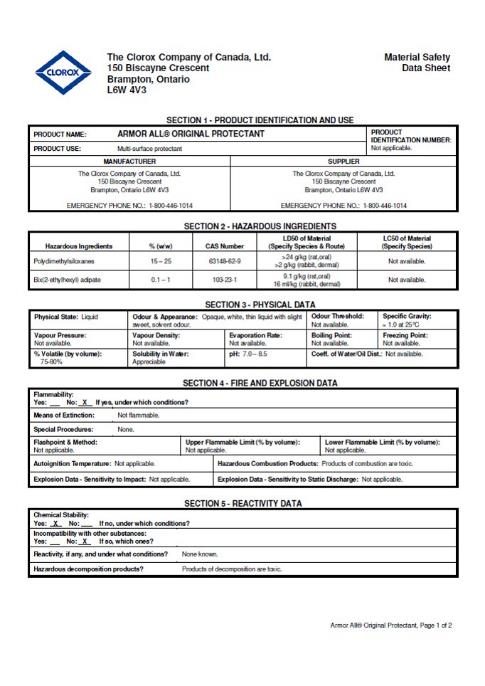 CLOROX
The Clorox Company of Canada, Ltd.
150 Biscayne Crescent
Brampton, Ontario
L6W 4V3
Material Safety
Data Sheet
SECTION 1 - PRODUCT IDENTIFICATION AND USE
PRODUCT NAME: ARMOR ALL® ORIGINAL PROTECTANT
PRODUCT IDENTIFICATION NUMBER:
Not applicable.
PRODUCT USE: Multi-surface protectant
MANUFACTURER SUPPLIER
The Clorox Company of Canada, Ltd. The Clorox Company of Canada, Ltd.
150 Biscayne Crescent 150 Biscayne Crescent
Brampton, Ontario L6W 4V3 Brampton, Ontario L6W 4V3
EMERGENCY PHONE NO.: 1-800-446-1014 EMERGENCY PHONE NO.: 1-800-446-1014
SECTION 2 - HAZARDOUS INGREDIENTS
Hazardous Ingredients % (w/w) CAS Number LD50 of Material (Specify Species & Route) LC50 of Material (Specify Species)
Polydimethylsiloxanes 15 – 25 63148-62-9 >24 g/kg (rat,oral) >2 g/kg (rabbit, dermal) Not available.
Bis(2-ethylhexyl) adipate 0.1 – 1 103-23-1 9.1 g/kg (rat,oral) 16 ml/kg (rabbit, dermal) Not available.
SECTION 3 - PHYSICAL DATA
Physical State: Liquid Odour & Appearance: Opaque, white, thin liquid with slight sweet, solvent odour. Odour Threshold: Not available. Specific Gravity: ≈ 1.0 at 25°C
Vapour Pressure: Not available. Vapour Density: Not available. Evaporation Rate: Not available. Boiling Point: Not available. Freezing Point: Not available.
% Volatile (by volume): 75-80% Solubility in Water: Appreciable pH: 7.0 – 8.5 Coeff. of Water/Oil Dist.: Not available.
SECTION 4 - FIRE AND EXPLOSION DATA
Flammability:
Yes: __ No: _X_ If yes, under which conditions?
Means of Extinction: Not flammable.
Special Procedures: None.
Flashpoint & Method: Not applicable. Upper Flammable Limit (% by volume): Not applicable. Lower Flammable Limit (% by volume): Not applicable.
Autoignition Temperature: Not applicable. Hazardous Combustion Products: Products of combustion are toxic.
Explosion Data - Sensitivity to Impact: Not applicable. Explosion Data - Sensitivity to Static Discharge: Not applicable.
SECTION 5 - REACTIVITY DATA
Chemical Stability:
Yes: _X_ No: __ If no, under which conditions?
Incompatibility with other substances:
Yes: __ No: _X_ If so, which ones?
Reactivity, if any, and under what conditions? None known.
Hazardous decomposition products? Products of decomposition are toxic.
Armor All® Original Protectant, Page 1 of 2